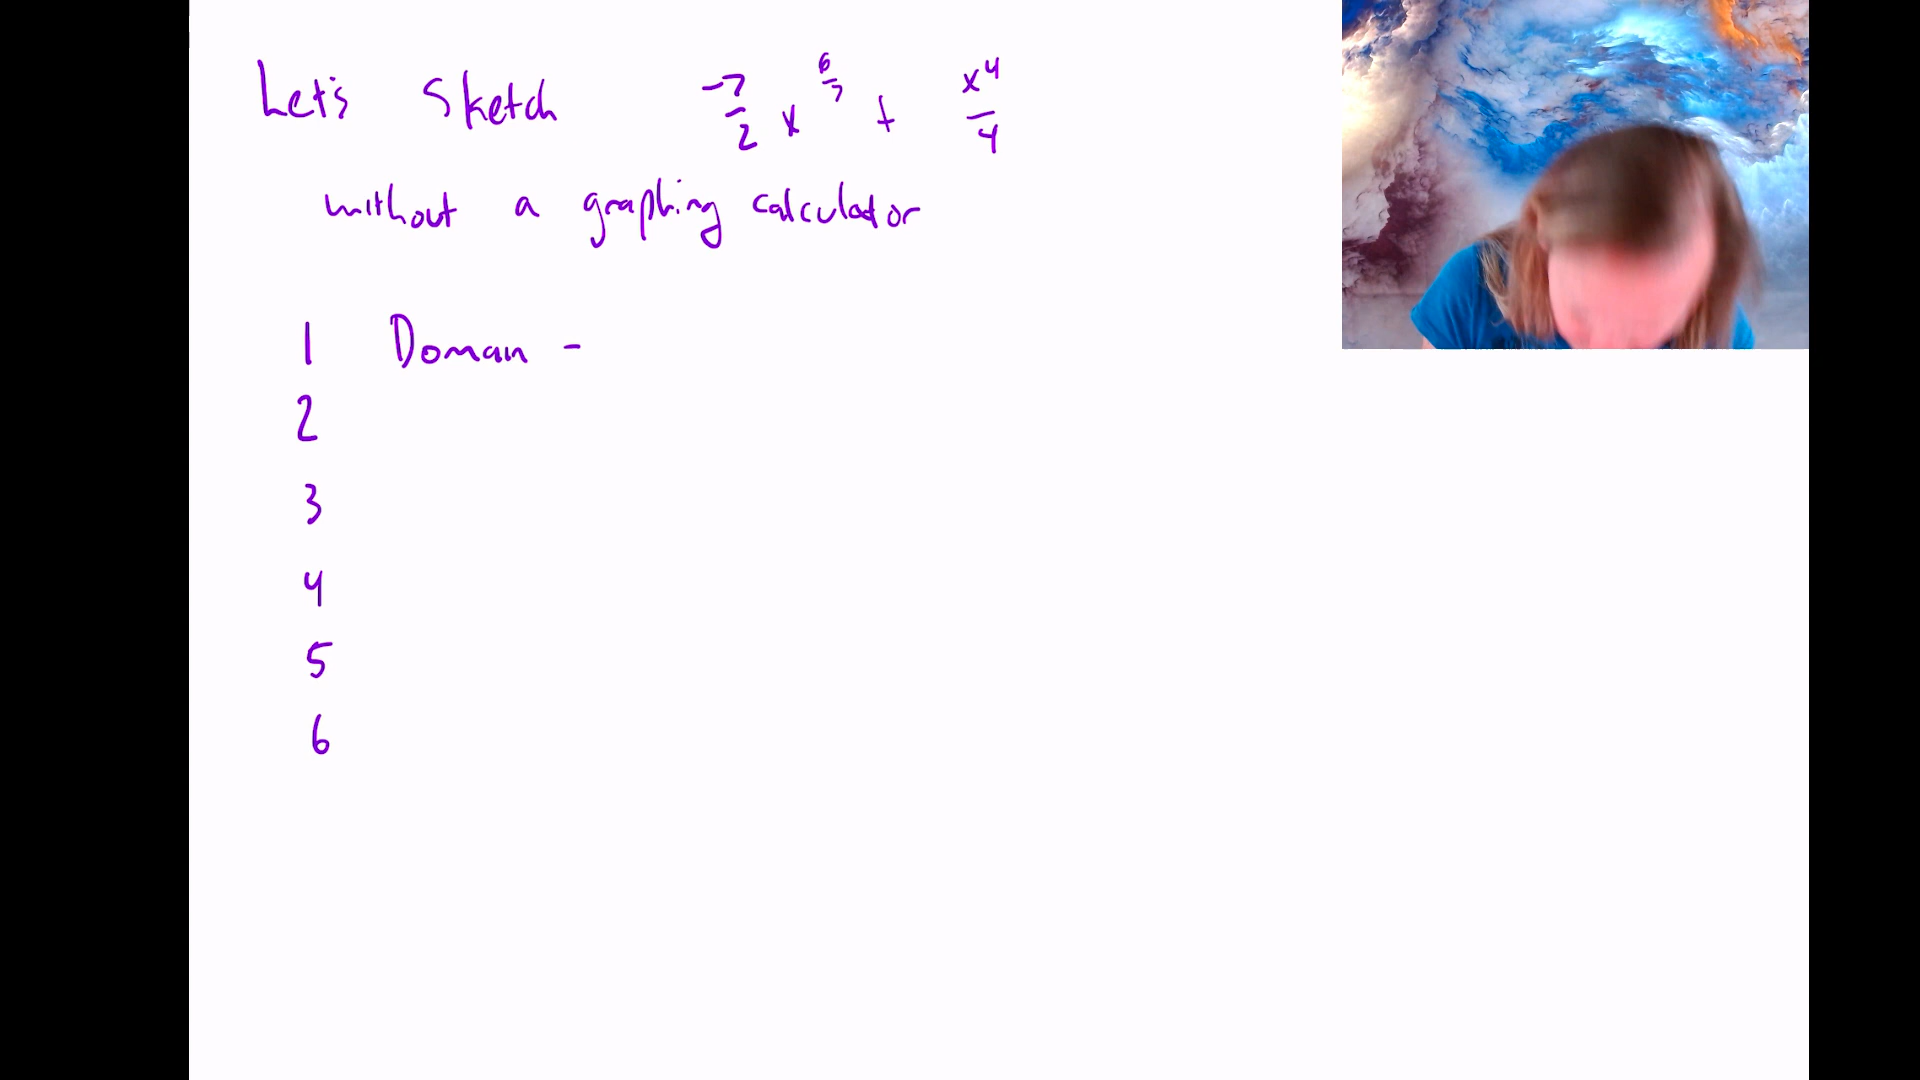 Let's Sketch -7/2 x^(6/7) + x^4/4
without a graphing calculator
1 Doman -
2
3
4
5
6